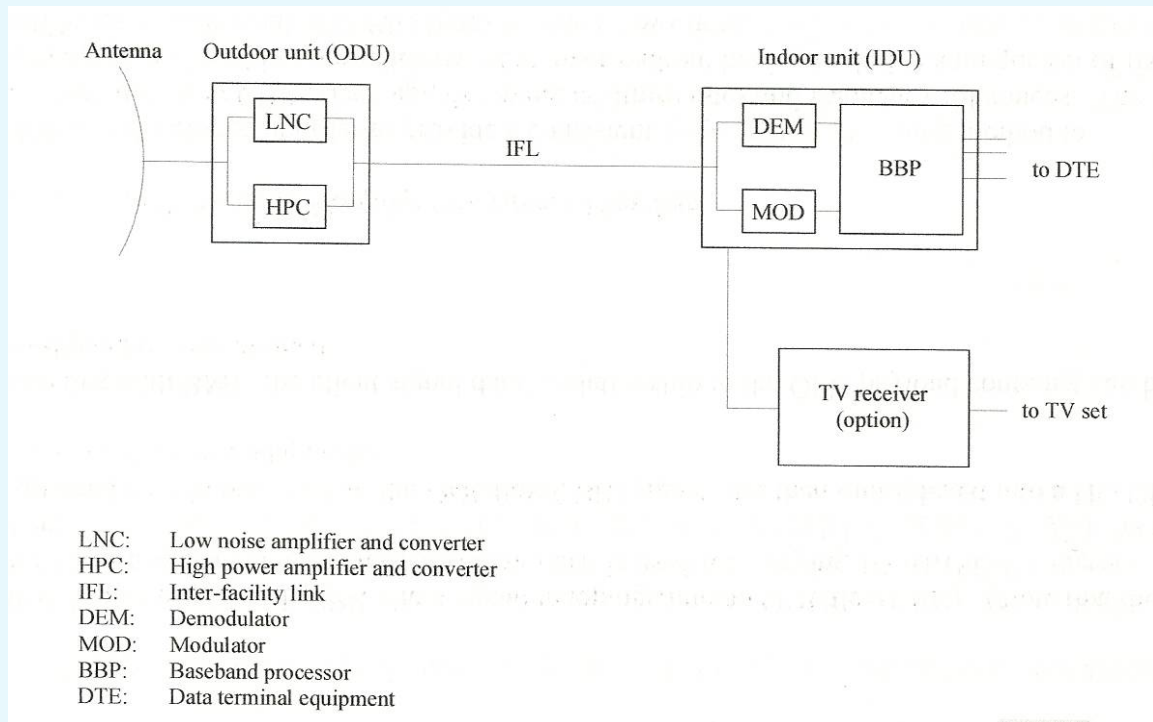 Antenna
Outdoor unit (ODU)
Indoor unit (IDU)
LNC
HPC
IFL
DEM
MOD
BBP
to DTE
TV receiver
(option)
to TV set
LNC: Low noise amplifier and converter
HPC: High power amplifier and converter
IFL: Inter-facility link
DEM: Demodulator
MOD: Modulator
BBP: Baseband processor
DTE: Data terminal equipment